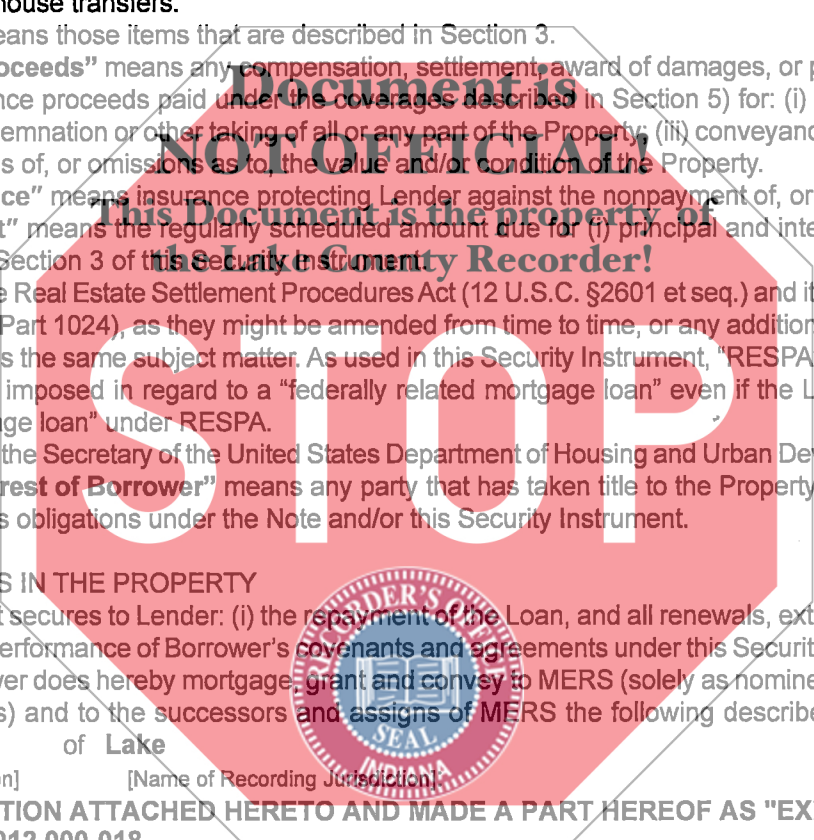 house transfers.
eans those items that are described in Section 3.
oceeds” means any compensation, settlement, award of damages, or p
nce proceeds paid under the coverages described in Section 5) for: (i)
emnation or other taking of all or any part of the Property, (iii) conveyanc
s of, or omissions as to, the value and/or condition of the Property.
ce” means insurance protecting Lender against the nonpayment of, or
t” means the regularly scheduled amount due for (i) principal and inte
Section 3 of this Security Instrument.
e Real Estate Settlement Procedures Act (12 U.S.C. §2601 et seq.) and it
Part 1024), as they might be amended from time to time, or any addition
s the same subject matter. As used in this Security Instrument, “RESPA
imposed in regard to a “federally related mortgage loan” even if the L
ge loan” under RESPA.
the Secretary of the United States Department of Housing and Urban Dev
rest of Borrower” means any party that has taken title to the Property
s obligations under the Note and/or this Security Instrument.
S IN THE PROPERTY
t secures to Lender: (i) the repayment of the Loan, and all renewals, ext
erformance of Borrower’s covenants and agreements under this Securit
ver does hereby mortgage, grant and convey to MERS (solely as nomine
s) and to the successors and assigns of MERS the following describe
of Lake
on] [Name of Recording Jurisdiction]:
TION ATTACHED HERETO AND MADE A PART HEREOF AS "EX
012.000-018
Document is
NOT OFFICIAL!
This Document is the property of
the Lake County Recorder!
STOP
RECORDER'S OFFICE
SEAL
INDIANA